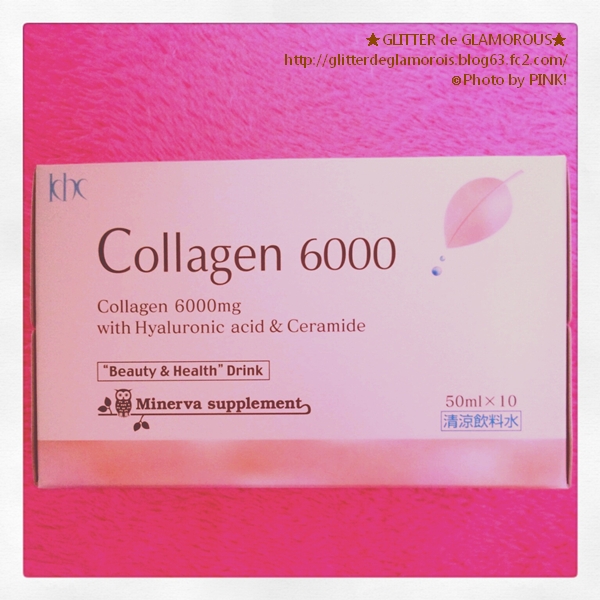 ★GLITTER de GLAMOROUS★
http://glitterdeglamorois.blog63.fc2.com/
©Photo by PINK!
khc
Collagen 6000
Collagen 6000mg
with Hyaluronic acid & Ceramide
"Beauty & Health" Drink
Minerva supplement
50ml×10
清涼飲料水